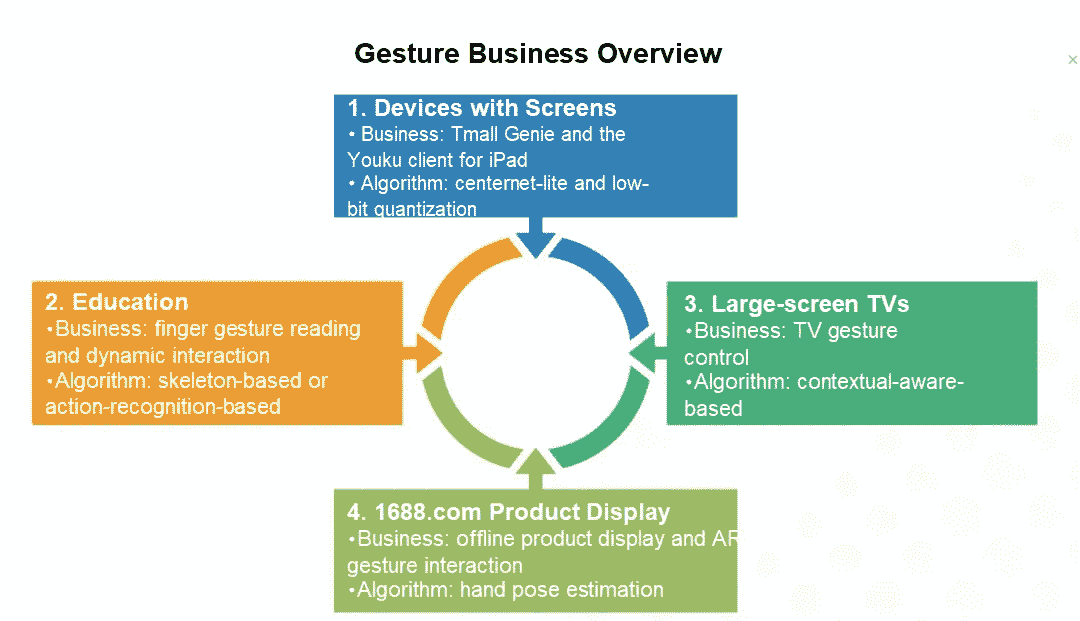 Gesture Business Overview
1. Devices with Screens
• Business: Tmall Genie and the
Youku client for iPad
• Algorithm: centernet-lite and low-
bit quantization
2. Education
•Business: finger gesture reading
and dynamic interaction
•Algorithm: skeleton-based or
action-recognition-based
3. Large-screen TVs
•Business: TV gesture
control
•Algorithm: contextual-aware-
based
4. 1688.com Product Display
•Business: offline product display and AR
gesture interaction
•Algorithm: hand pose estimation